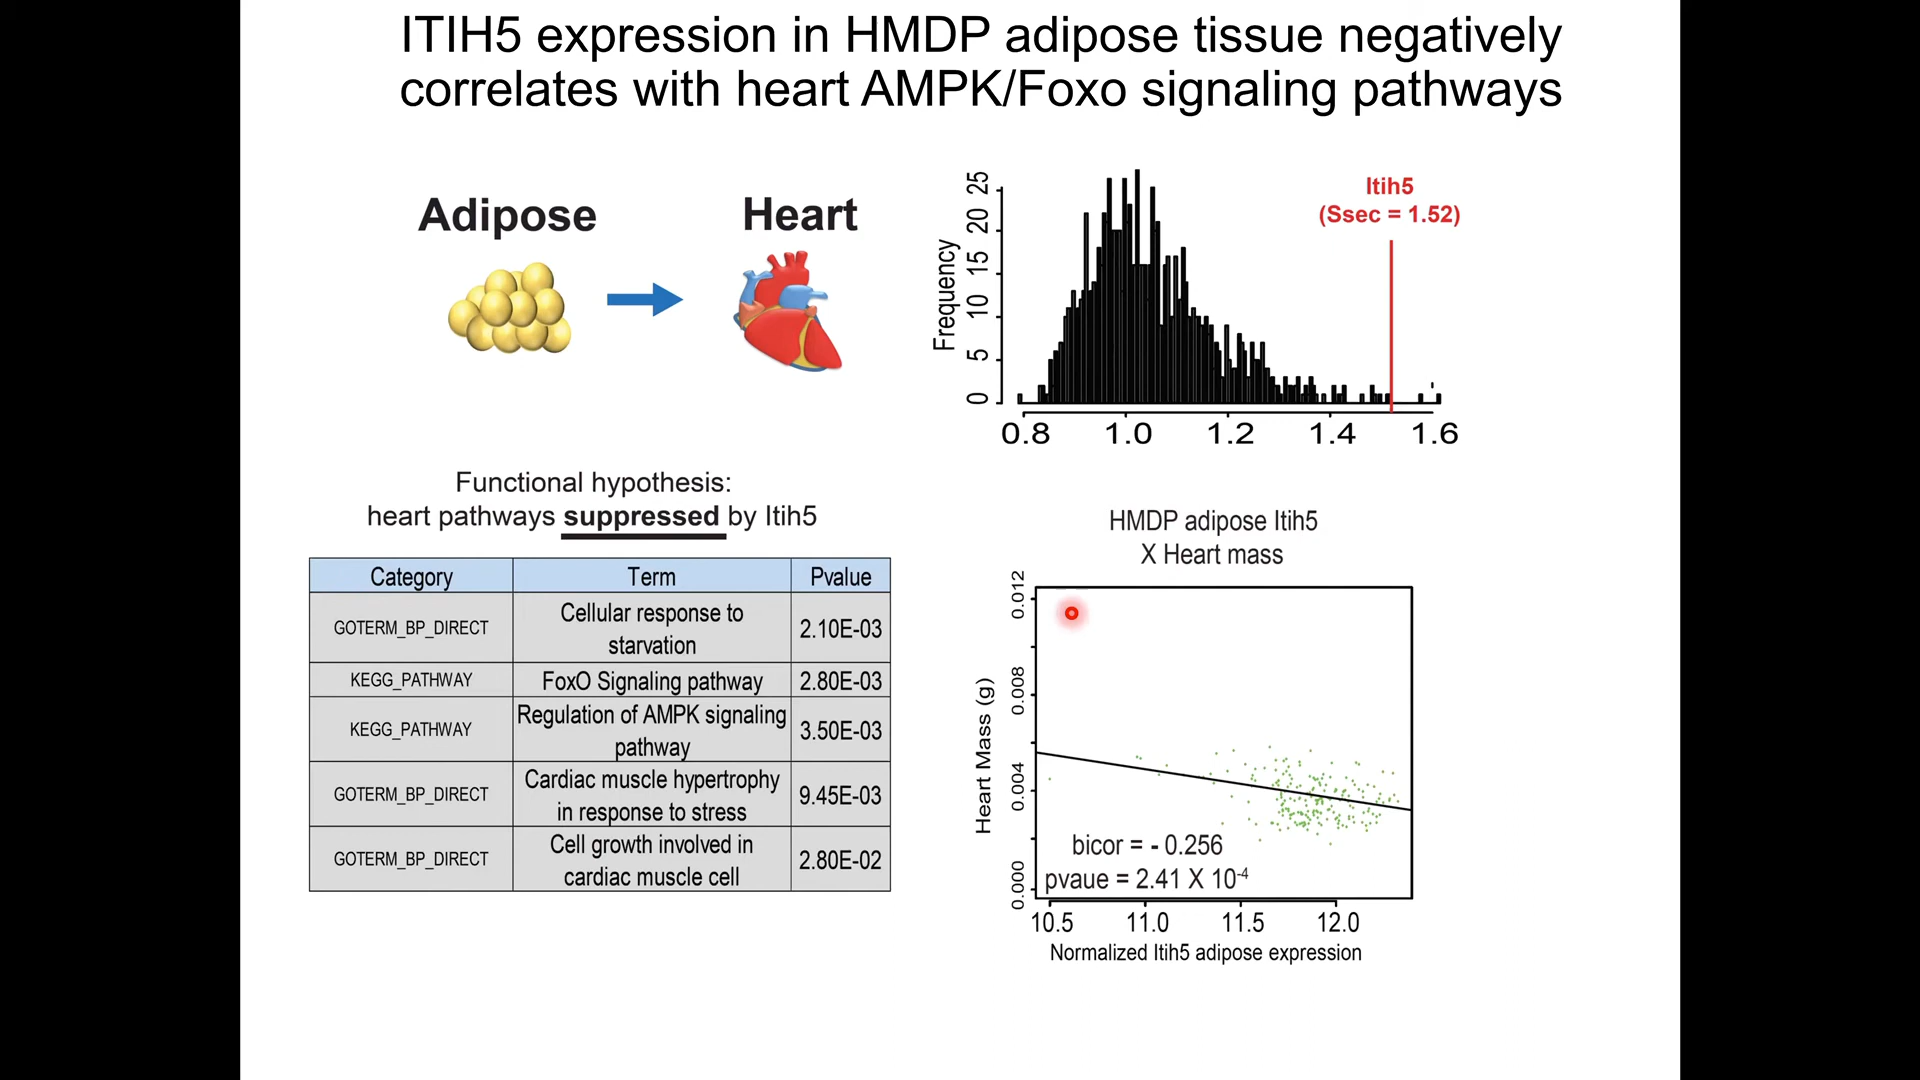 ITIH5 expression in HMDP adipose tissue negatively
correlates with heart AMPK/Foxo signaling pathways
Adipose
Heart
Frequency
25
20
15
10
5
0
Itih5
(Ssec = 1.52)
0.8 1.0 1.2 1.4 1.6
Functional hypothesis:
heart pathways suppressed by Itih5
Category Term Pvalue
GOTERM_BP_DIRECT Cellular response to
starvation 2.10E-03
KEGG_PATHWAY FoxO Signaling pathway 2.80E-03
KEGG_PATHWAY Regulation of AMPK signaling
pathway 3.50E-03
GOTERM_BP_DIRECT Cardiac muscle hypertrophy
in response to stress 9.45E-03
GOTERM_BP_DIRECT Cell growth involved in
cardiac muscle cell 2.80E-02
HMDP adipose Itih5
X Heart mass
Heart Mass (g)
0.012
0.008
0.004
0.000
bicor = - 0.256
pvaue = 2.41 X 10-4
10.5 11.0 11.5 12.0
Normalized Itih5 adipose expression